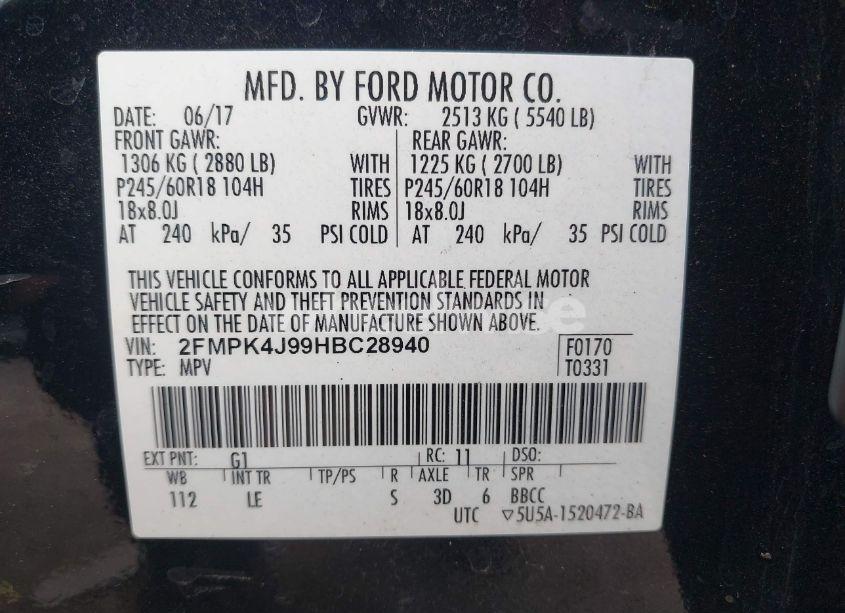 MFD. BY FORD MOTOR CO.
DATE: 06/17 GVWR: 2513 KG ( 5540 LB)
FRONT GAWR: REAR GAWR:
1306 KG ( 2880 LB) WITH 1225 KG ( 2700 LB) WITH
P245/60R18 104H TIRES P245/60R18 104H TIRES
18x8.0J RIMS 18x8.0J RIMS
AT 240 kPa/ 35 PSI COLD AT 240 kPa/ 35 PSI COLD
THIS VEHICLE CONFORMS TO ALL APPLICABLE FEDERAL MOTOR
VEHICLE SAFETY AND THEFT PREVENTION STANDARDS IN
EFFECT ON THE DATE OF MANUFACTURE SHOWN ABOVE.
VIN: 2FMPK4J99HBC28940 F0170
TYPE: MPV T0331
EXT PNT: G1 RC: 11 DSO:
WB INT TR TP/PS R AXLE TR SPR
112 LE S 3D 6 BBCC
UTC ▽5U5A-1520472-BA